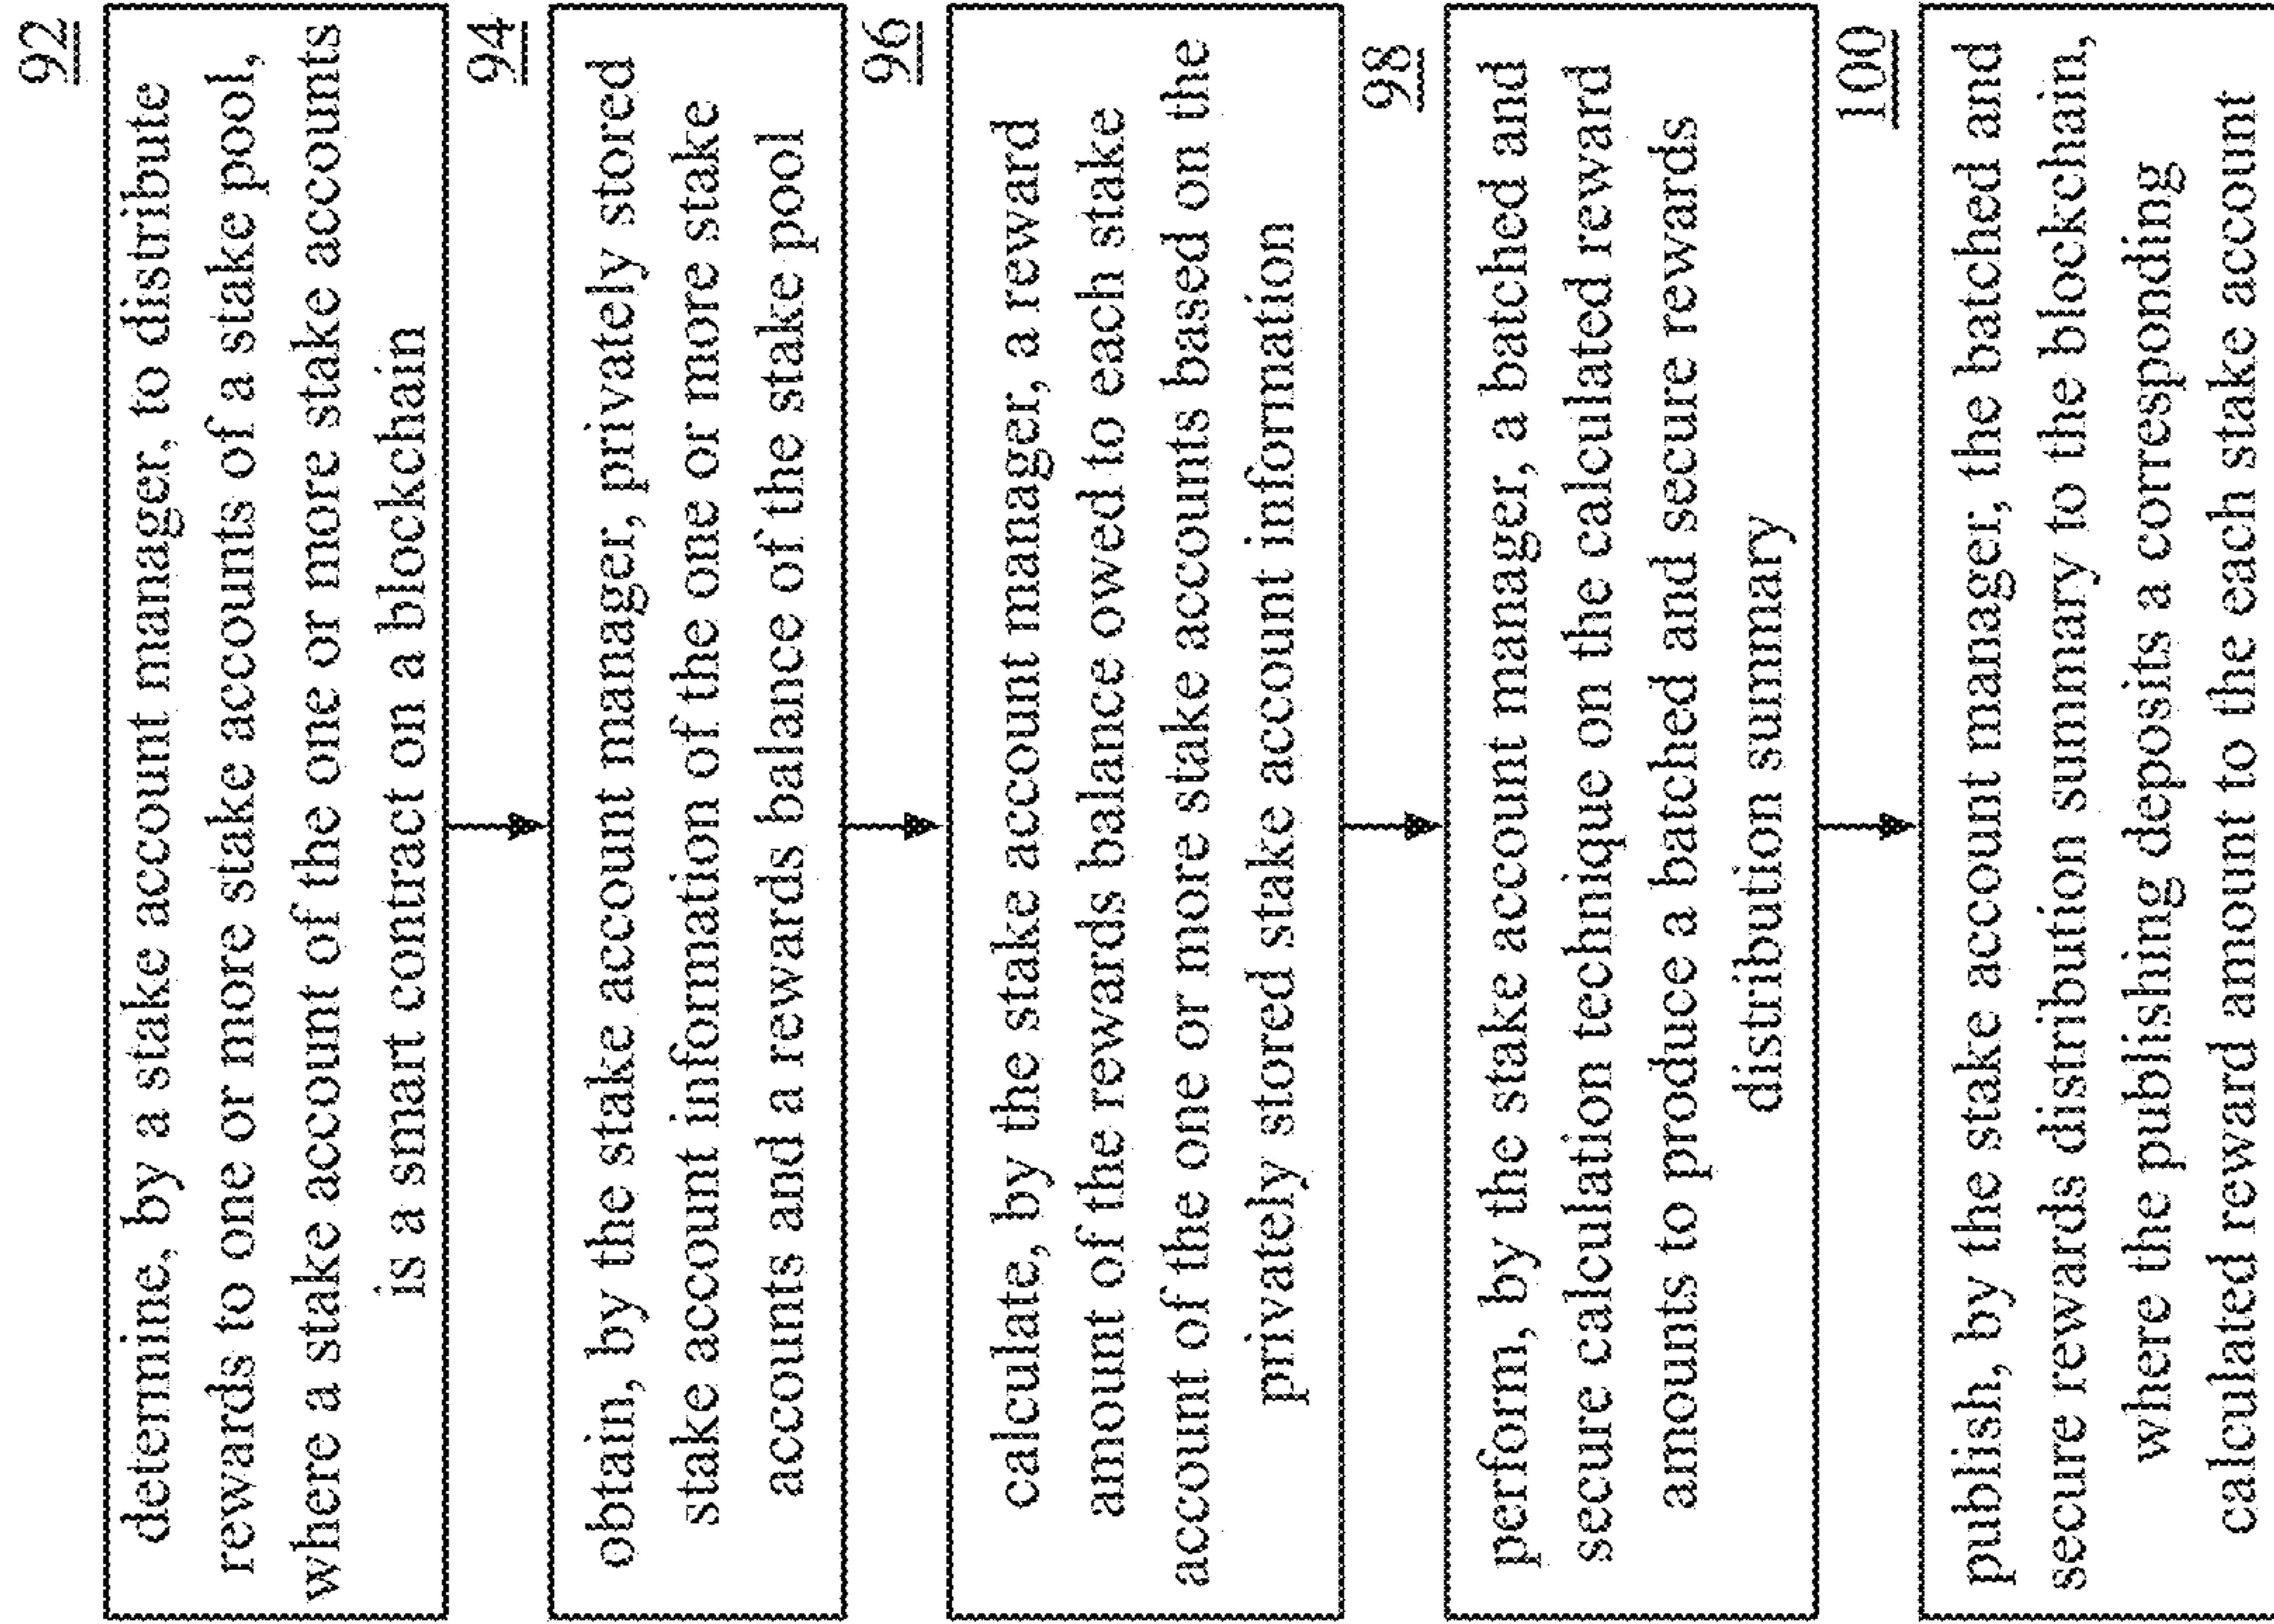 92
determine, by a stake account manager, to distribute
rewards to one or more stake accounts of a stake pool,
where a stake account of the one or more stake accounts
is a smart contract on a blockchain
94
obtain, by the stake account manager, privately stored
stake account information of the one or more stake
accounts and a rewards balance of the stake pool
96
calculate, by the stake account manager, a reward
amount of the rewards balance owed to each stake
account of the one or more stake accounts based on the
privately stored stake account information
98
perform, by the stake account manager, a batched and
secure calculation technique on the calculated reward
amounts to produce a batched and secure rewards
distribution summary
100
publish, by the stake account manager, the batched and
secure rewards distribution summary to the blockchain,
where the publishing deposits a corresponding
calculated reward amount to the each stake account